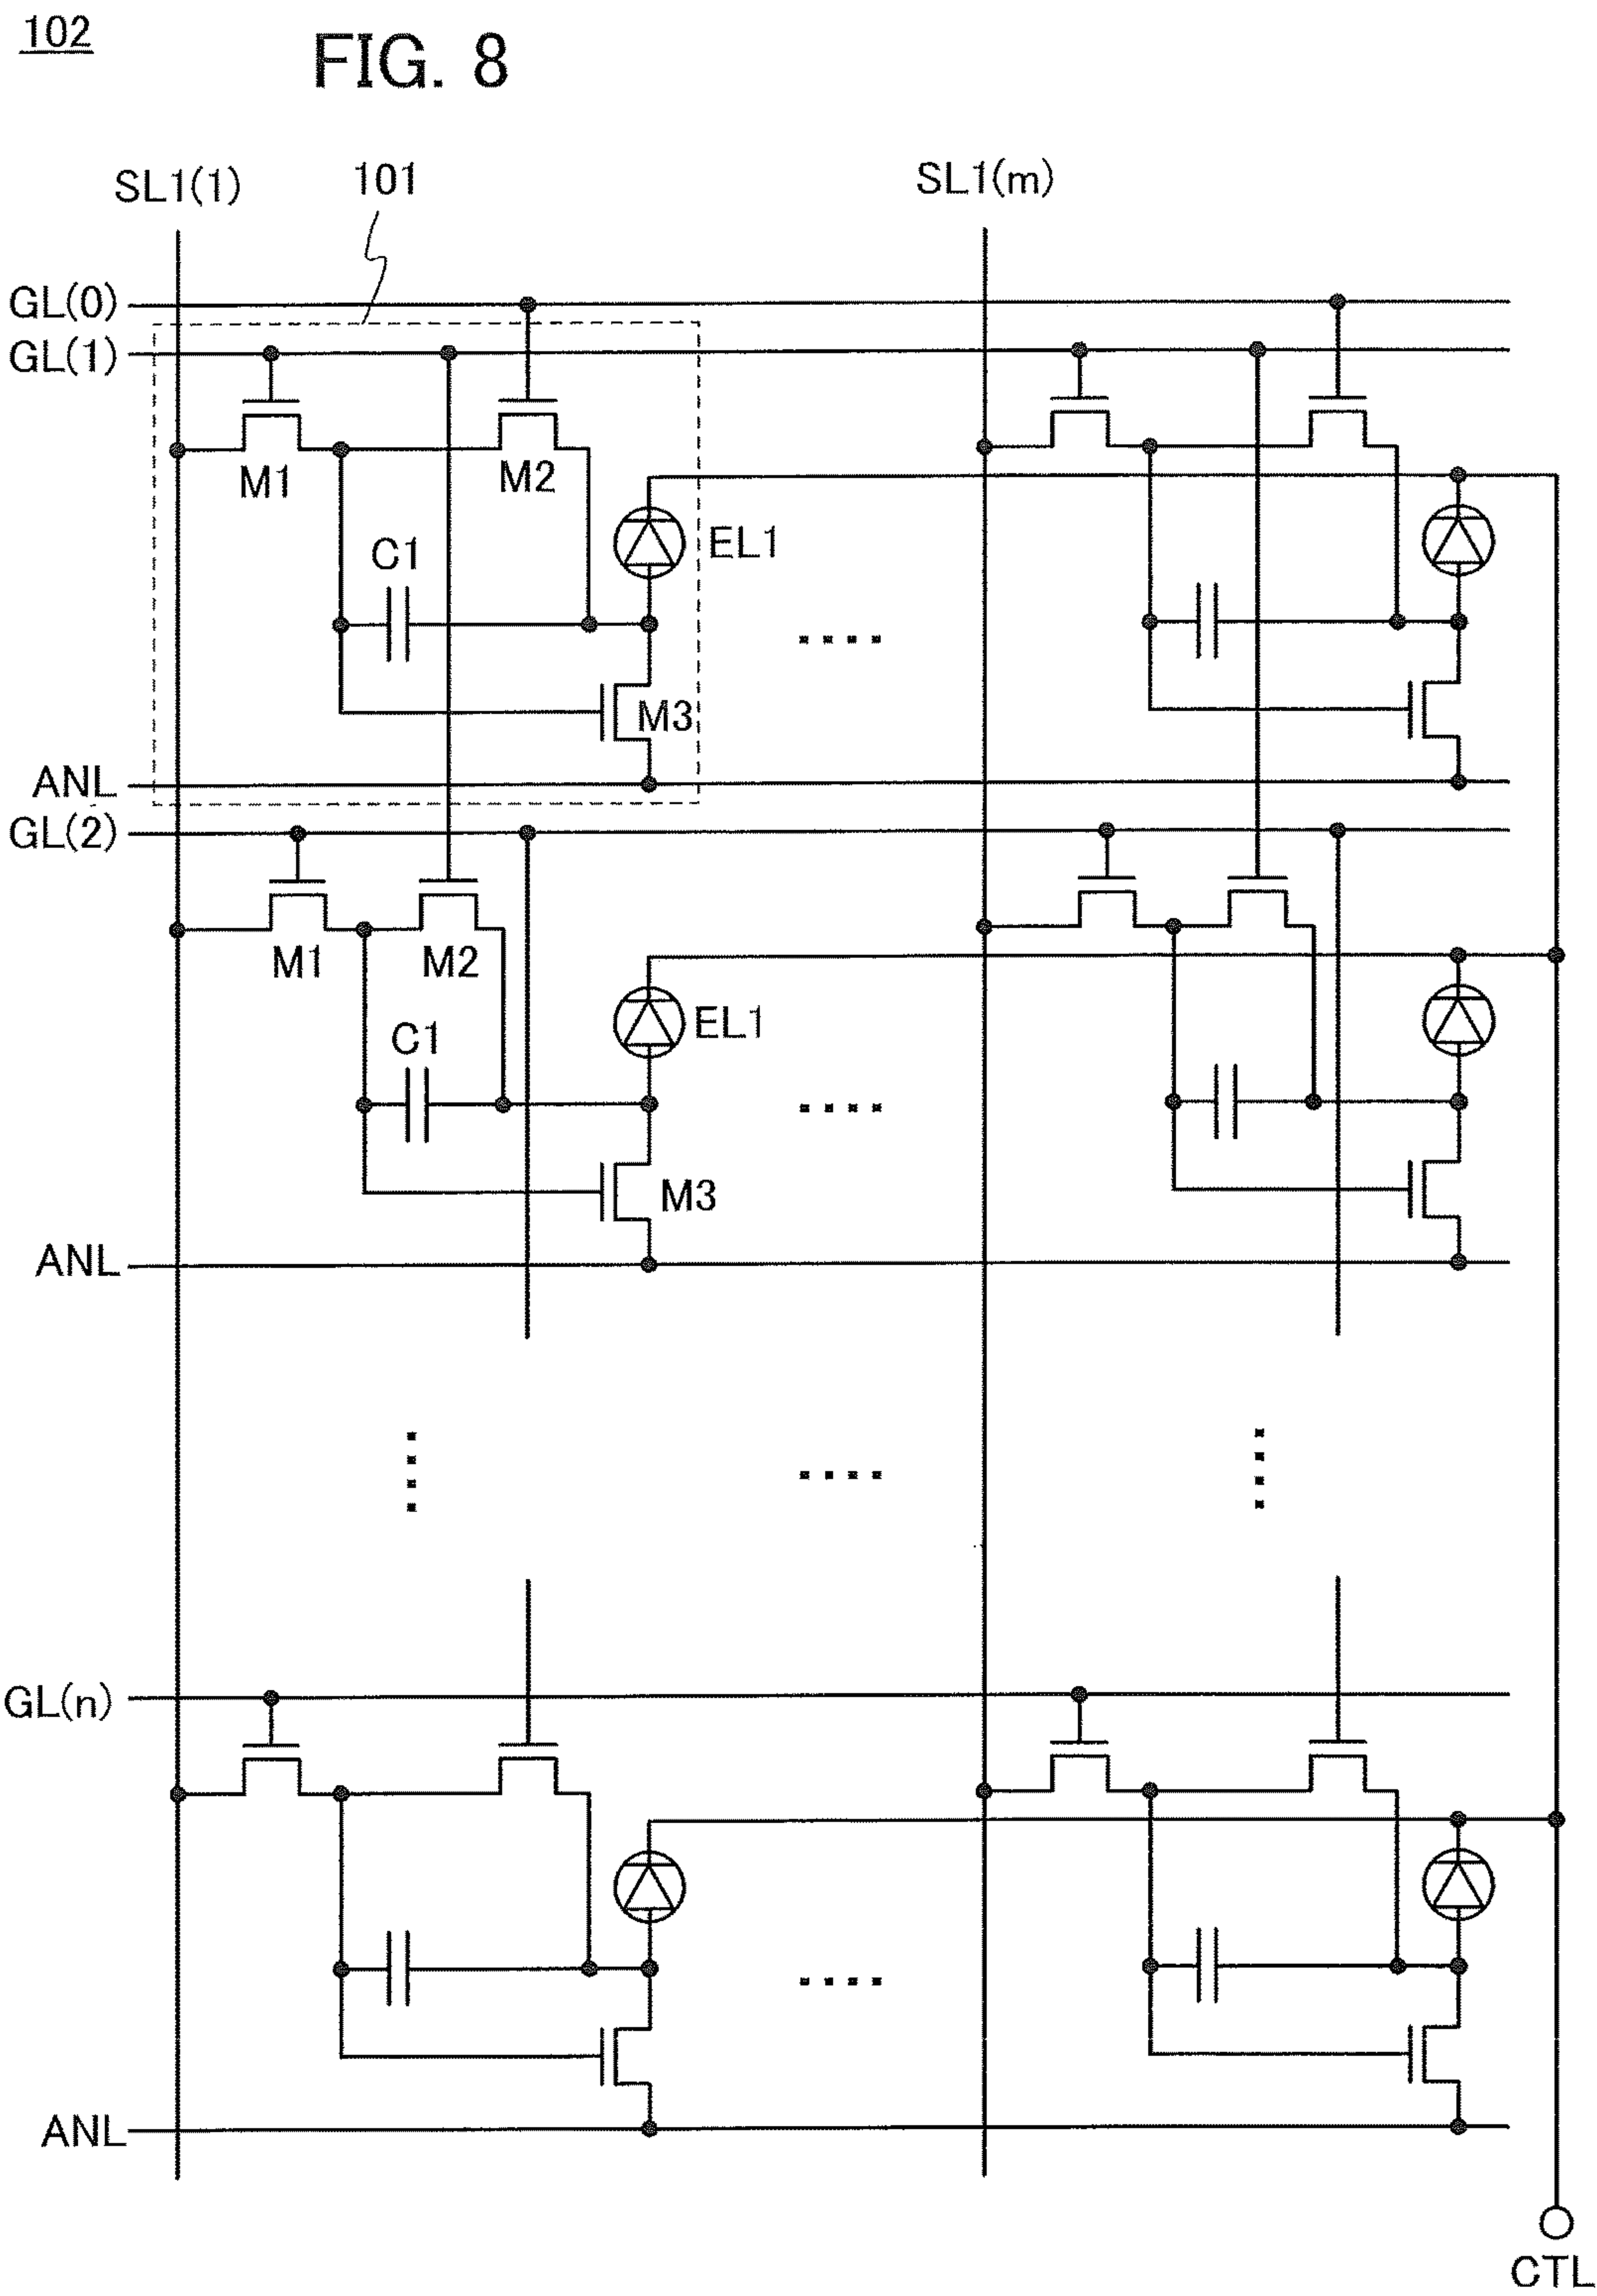 102
FIG. 8
SL1(1)
101
SL1(m)
GL(0)
GL(1)
M1
M2
C1
EL1
M3
ANL
GL(2)
M1
M2
C1
EL1
M3
ANL
GL(n)
ANL
CTL